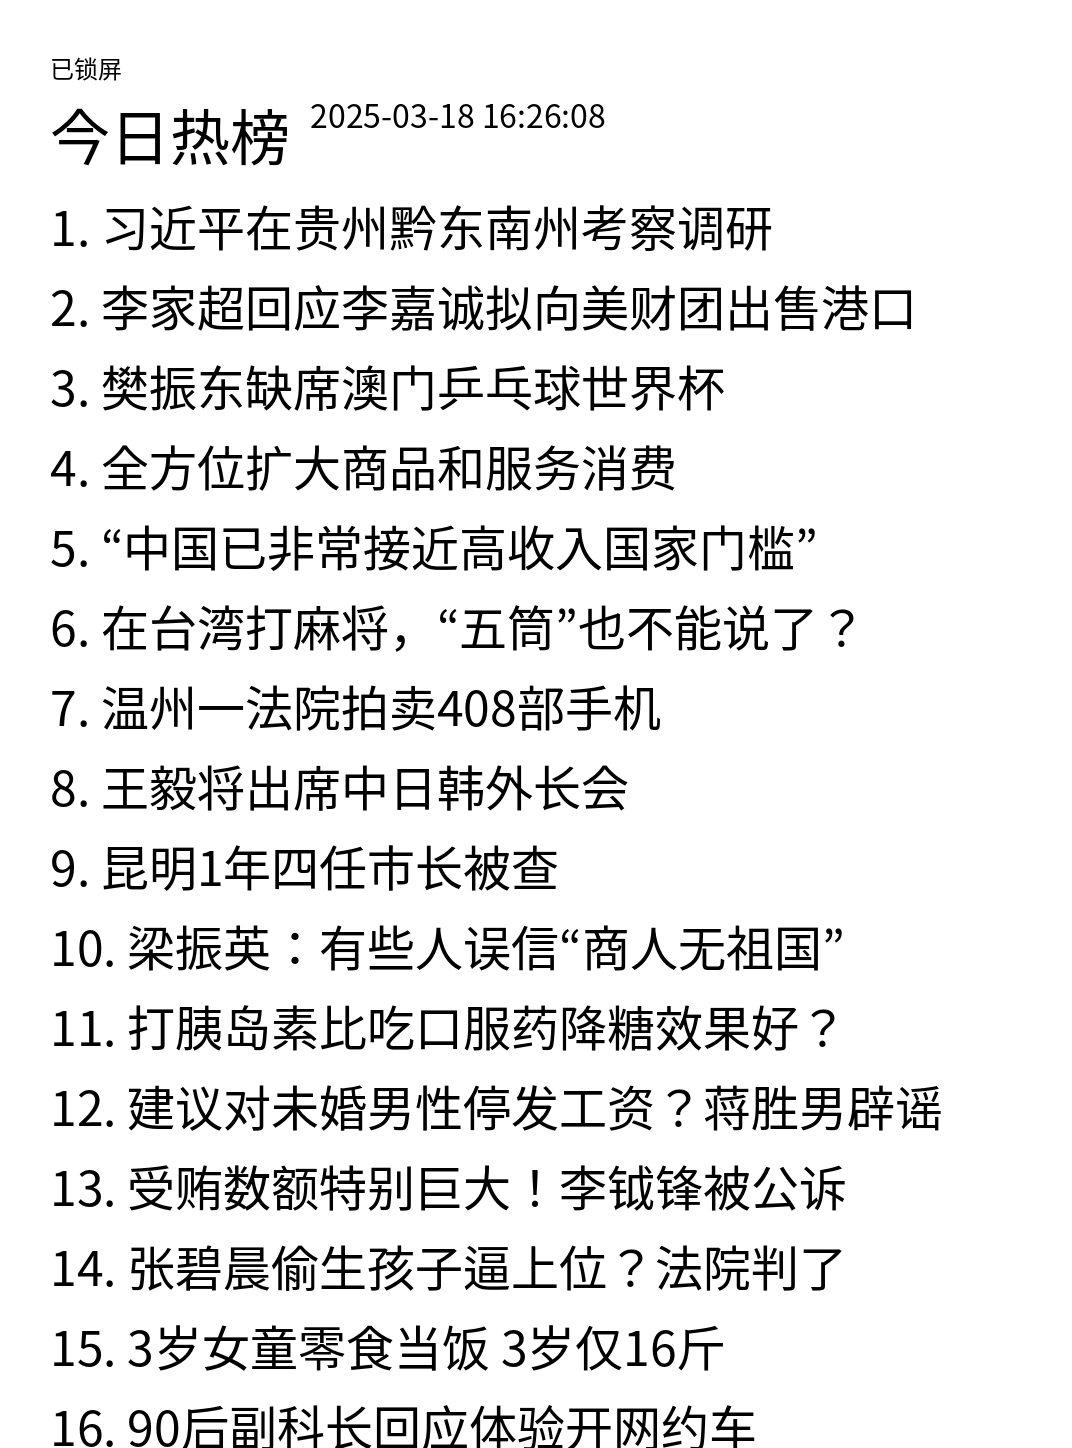 已锁屏
今日热榜 2025-03-18 16:26:08
1. 习近平在贵州黔东南州考察调研
2. 李家超回应李嘉诚拟向美财团出售港口
3. 樊振东缺席澳门乒乓球世界杯
4. 全方位扩大商品和服务消费
5. “中国已非常接近高收入国家门槛”
6. 在台湾打麻将，“五筒”也不能说了？
7. 温州一法院拍卖408部手机
8. 王毅将出席中日韩外长会
9. 昆明1年四任市长被查
10. 梁振英：有些人误信“商人无祖国”
11. 打胰岛素比吃口服药降糖效果好？
12. 建议对未婚男性停发工资？蒋胜男辟谣
13. 受贿数额特别巨大！李钺锋被公诉
14. 张碧晨偷生孩子逼上位？法院判了
15. 3岁女童零食当饭 3岁仅16斤
16. 90后副科长回应体验开网约车